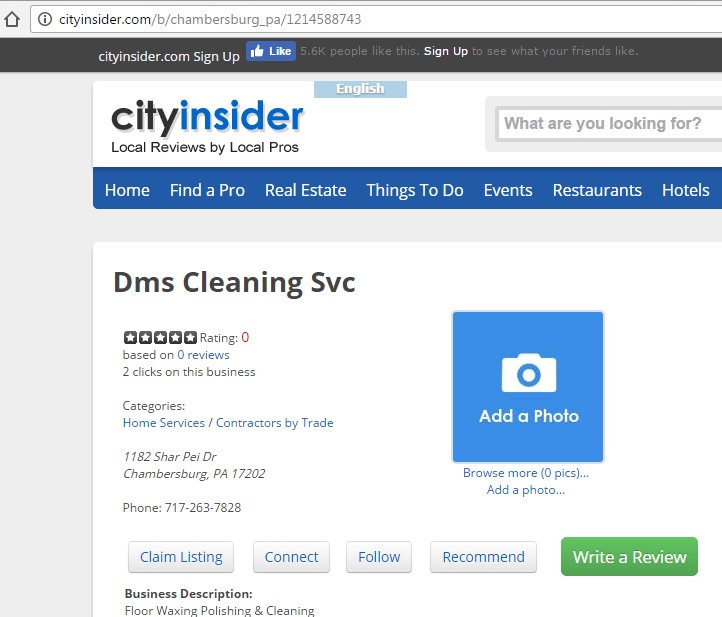 cityinsider.com/b/chambersburg_pa/1214588743
cityinsider.com Sign Up Like 5.6K people like this. Sign Up to see what your friends like.
English
cityinsider
Local Reviews by Local Pros
What are you looking for?
Home Find a Pro Real Estate Things To Do Events Restaurants Hotels
Dms Cleaning Svc
Rating: 0
based on 0 reviews
2 clicks on this business
Categories:
Home Services / Contractors by Trade
1182 Shar Pei Dr
Chambersburg, PA 17202
Phone: 717-263-7828
Add a Photo
Browse more (0 pics)...
Add a photo...
Claim Listing Connect Follow Recommend Write a Review
Business Description:
Floor Waxing Polishing & Cleaning